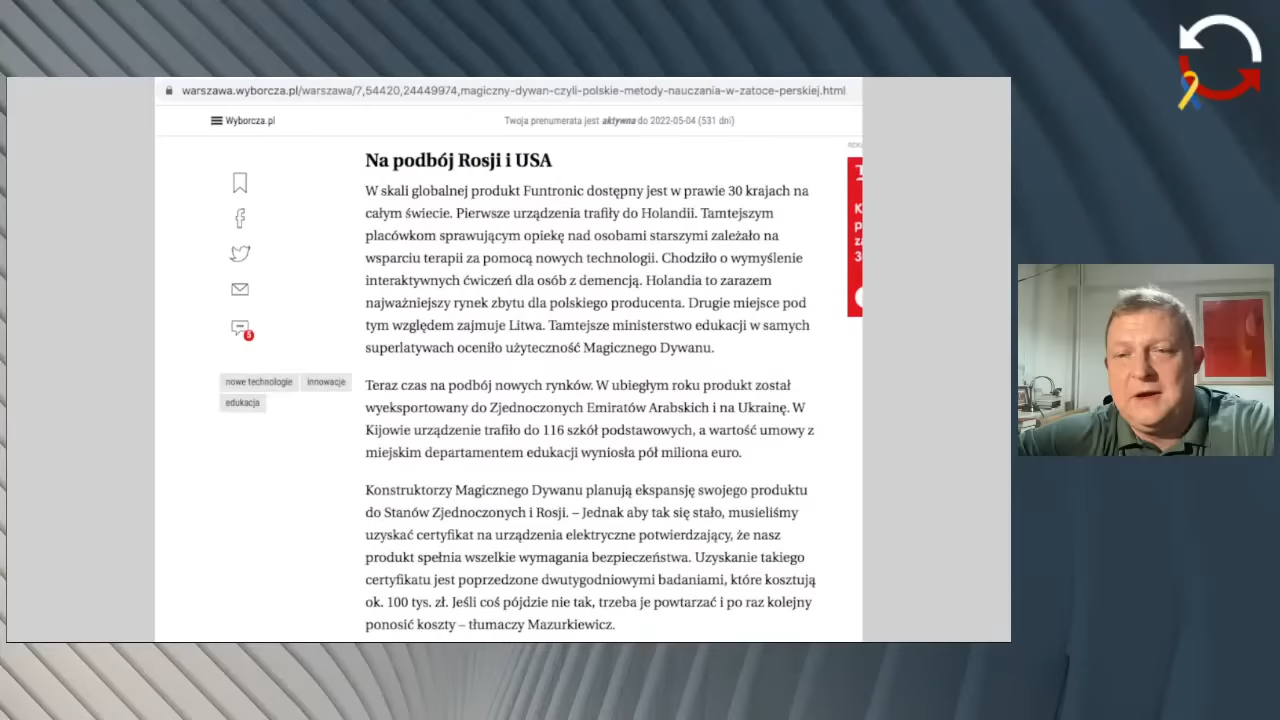 warszawa.wyborcza.pl/warszawa/7,54420,24449974,magiczny-dywan-czyli-polskie-metody-nauczania-w-zatoce-perskiej.html
Wyborcza.pl
Twoja prenumerata jest aktywna do 2022-05-04 (531 dni)
Na podbój Rosji i USA
W skali globalnej produkt Funtronic dostępny jest w prawie 30 krajach na
całym świecie. Pierwsze urządzenia trafiły do Holandii. Tamtejszym
placówkom sprawującym opiekę nad osobami starszymi zależało na
wsparciu terapii za pomocą nowych technologii. Chodziło o wymyślenie
interaktywnych ćwiczeń dla osób z demencją. Holandia to zarazem
najważniejszy rynek zbytu dla polskiego producenta. Drugie miejsce pod
tym względem zajmuje Litwa. Tamtejsze ministerstwo edukacji w samych
superlatywach oceniło użyteczność Magicznego Dywanu.
5
nowe technologie
innowacje
edukacja
Teraz czas na podbój nowych rynków. W ubiegłym roku produkt został
wyeksportowany do Zjednoczonych Emiratów Arabskich i na Ukrainę. W
Kijowie urządzenie trafiło do 116 szkół podstawowych, a wartość umowy z
miejskim departamentem edukacji wyniosła pół miliona euro.
Konstruktorzy Magicznego Dywanu planują ekspansję swojego produktu
do Stanów Zjednoczonych i Rosji. – Jednak aby tak się stało, musieliśmy
uzyskać certyfikat na urządzenia elektryczne potwierdzający, że nasz
produkt spełnia wszelkie wymagania bezpieczeństwa. Uzyskanie takiego
certyfikatu jest poprzedzone dwutygodniowymi badaniami, które kosztują
ok. 100 tys. zł. Jeśli coś pójdzie nie tak, trzeba je powtarzać i po raz kolejny
ponosić koszty – tłumaczy Mazurkiewicz.